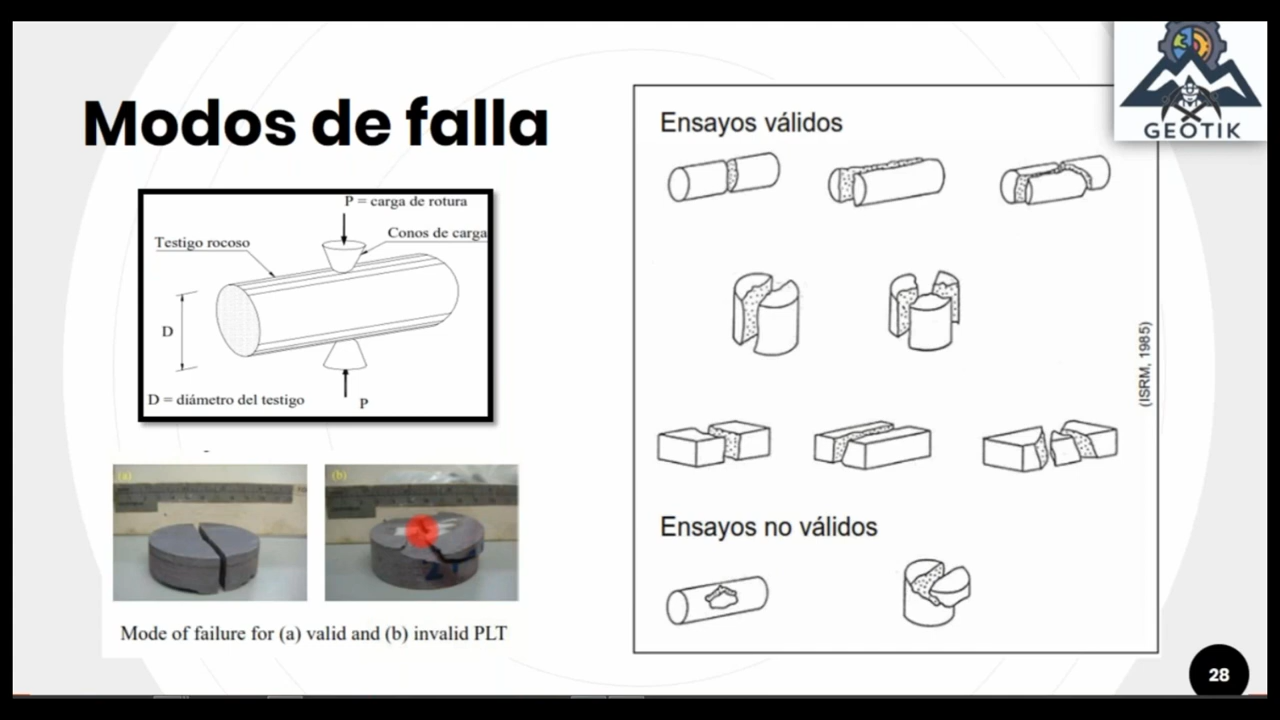 Modos de falla
P = carga de rotura
Conos de carga
Testigo rocoso
D
D = diámetro del testigo
P
(a)
(b)
Mode of failure for (a) valid and (b) invalid PLT
Ensayos válidos
(ISRM, 1985)
Ensayos no válidos
GEOTIK
28